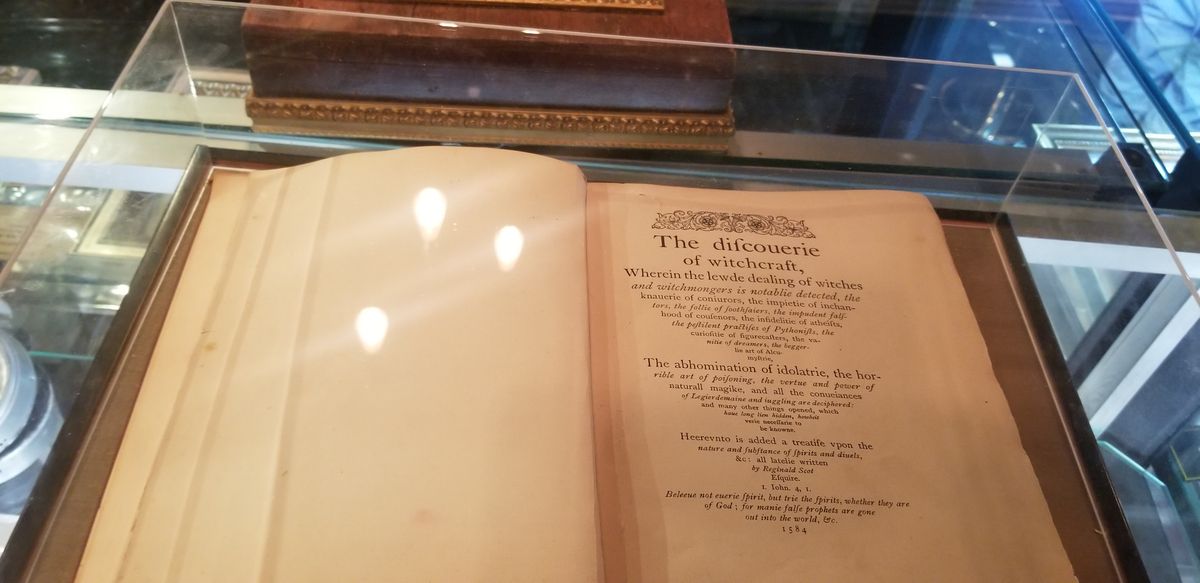 The diſcouerie
of witchcraft,
Wherein the lewde dealing of witches
and witchmongers is notablie detected, the
knauerie of coniurors, the impietie of inchan-
tors, the follie of ſoothſaiers, the impudent falſ-
hood of couſenors, the infidelitie of atheiſts,
the peſtilent practiſes of Pythoniſts, the
curioſitie of figurecaſters, the va-
nitie of dreamers, the begger-
lie art of Alcu-
myſtrie,
The abhomination of idolatrie, the hor-
rible art of poiſoning, the vertue and power of
naturall magike, and all the conueiances
of Legierdemaine and iuggling are deciphered:
and many other things opened, which
haue long lien hidden, howbeit
verie neceſſarie to
be knowne.
Heerevnto is added a treatiſe vpon the
nature and ſubſtance of ſpirits and diuels,
&c: all latelie written
by Reginald Scot
Eſquire.
1. Iohn. 4, 1.
Beleeue not euerie ſpirit, but trie the ſpirits, whether they are
of God; for manie falſe prophets are gone
out into the world, &c.
1584